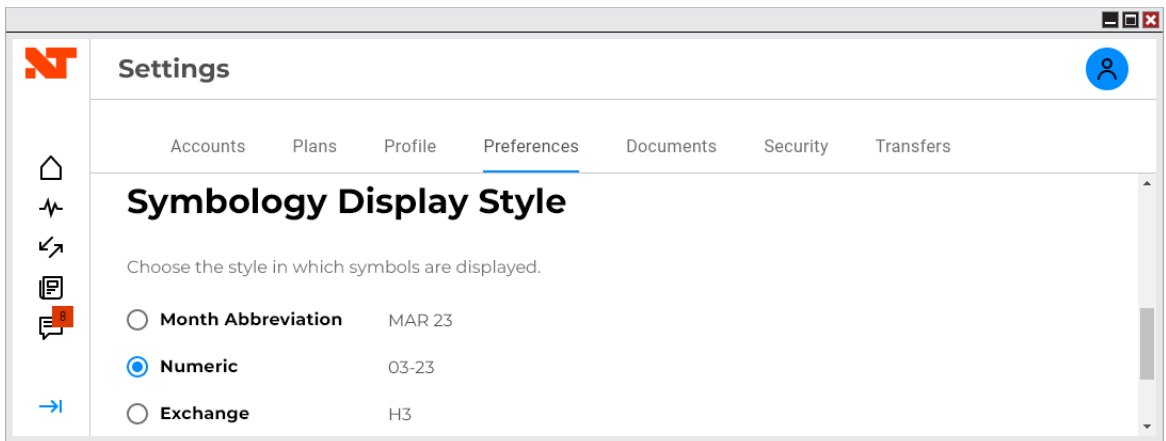 NT
Settings
Accounts Plans Profile Preferences Documents Security Transfers
Symbology Display Style
Choose the style in which symbols are displayed.
Month Abbreviation MAR 23
8
Numeric 03-23
Exchange H3